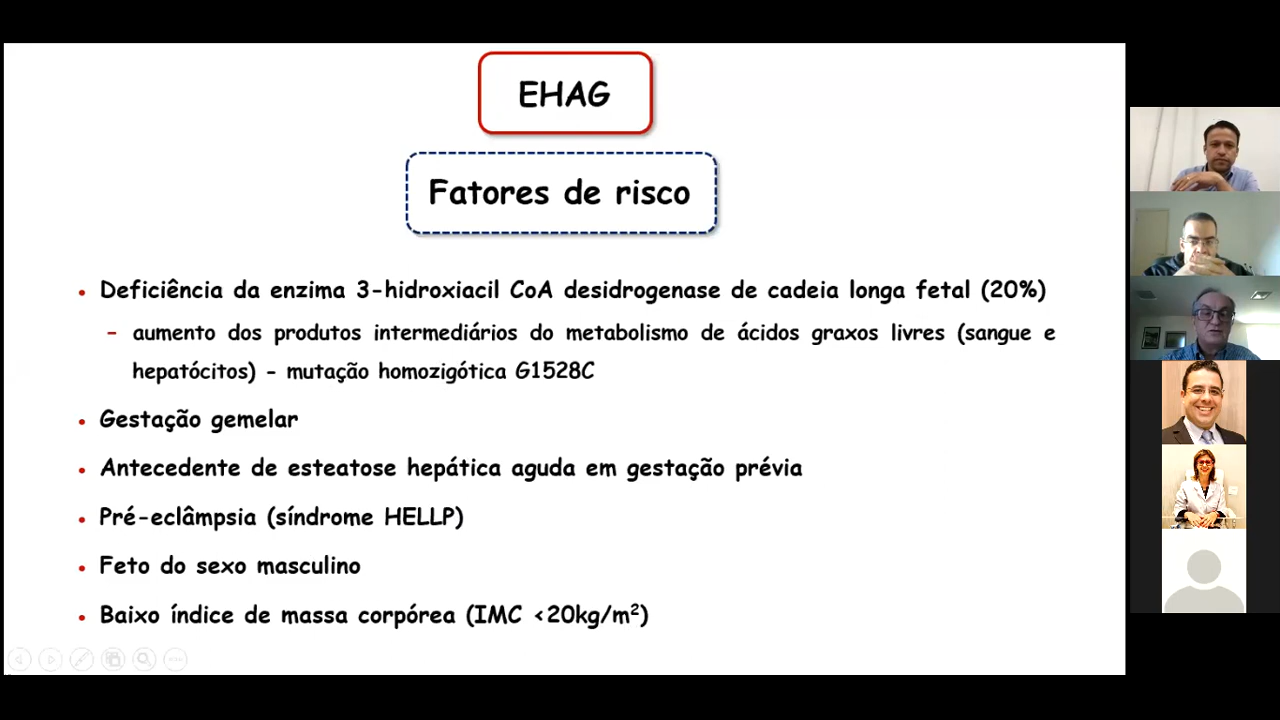 EHAG
Fatores de risco
• Deficiência da enzima 3-hidroxiacil CoA desidrogenase de cadeia longa fetal (20%)
– aumento dos produtos intermediários do metabolismo de ácidos graxos livres (sangue e
hepatócitos) - mutação homozigótica G1528C
• Gestação gemelar
• Antecedente de esteatose hepática aguda em gestação prévia
• Pré-eclâmpsia (síndrome HELLP)
• Feto do sexo masculino
• Baixo índice de massa corpórea (IMC <20kg/m²)